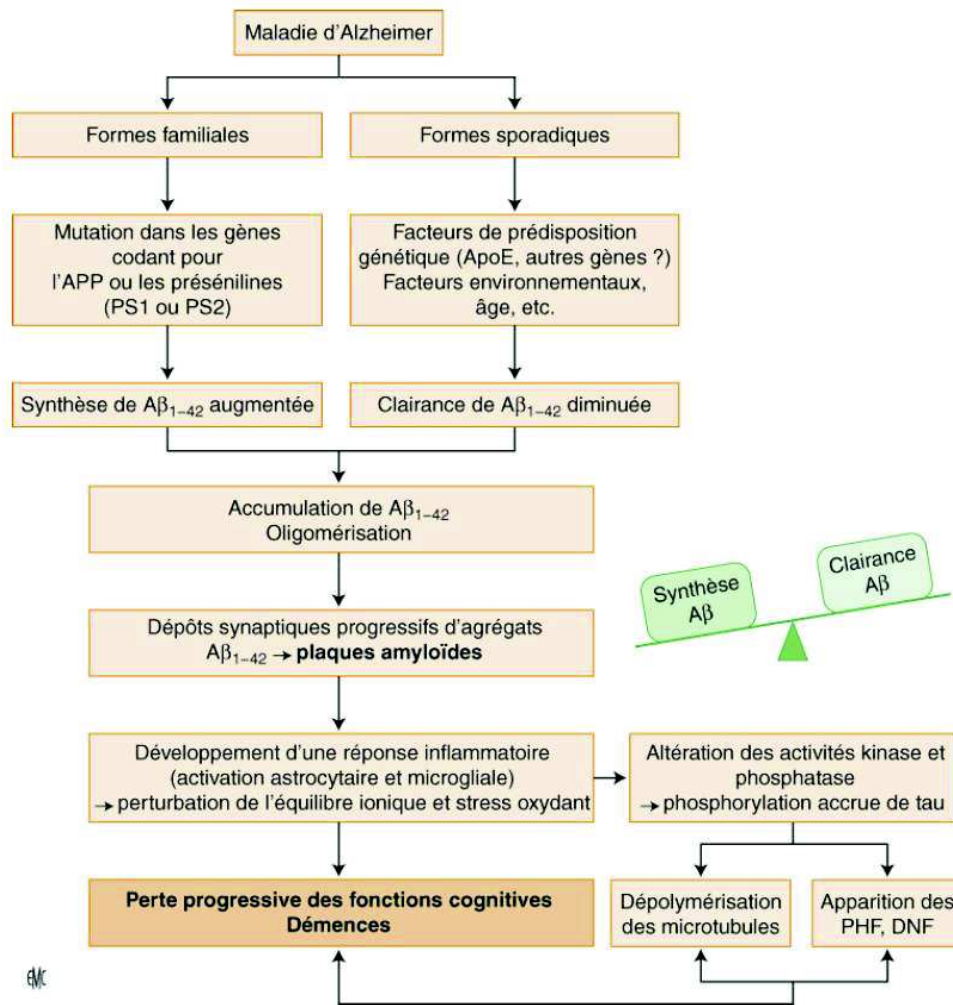 Maladie d'Alzheimer
Formes familiales
Formes sporadiques
Mutation dans les gènes
codant pour
l'APP ou les présénilines
(PS1 ou PS2)
Facteurs de prédisposition
génétique (ApoE, autres gènes ?)
Facteurs environnementaux,
âge, etc.
Synthèse de Aβ₁₋₄₂ augmentée
Clairance de Aβ₁₋₄₂ diminuée
Accumulation de Aβ₁₋₄₂
Oligomérisation
Synthèse
Aβ
Clairance
Aβ
Dépôts synaptiques progressifs d'agrégats
Aβ₁₋₄₂ → plaques amyloïdes
Développement d'une réponse inflammatoire
(activation astrocytaire et microgliale)
→ perturbation de l'équilibre ionique et stress oxydant
Altération des activités kinase et
phosphatase
→ phosphorylation accrue de tau
Perte progressive des fonctions cognitives
Démences
Dépolymérisation
des microtubules
Apparition des
PHF, DNF
EMC